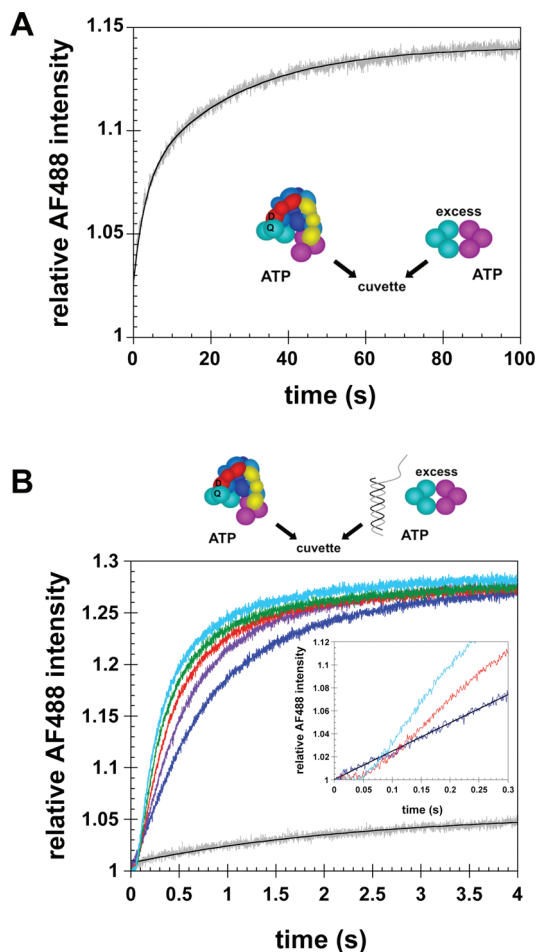 A
relative AF488 intensity
1.15
1.1
1.05
1
D
Q
ATP
excess
ATP
cuvette
0
20
40
60
80
100
time (s)
B
D
Q
ATP
excess
ATP
cuvette
relative AF488 intensity
1.3
1.25
1.2
1.15
1.1
1.05
1
relative AF488 intensity
1.12
1.1
1.08
1.06
1.04
1.02
1
0
0.05
0.1
0.15
0.2
0.25
0.3
time (s)
0
0.5
1
1.5
2
2.5
3
3.5
4
time (s)